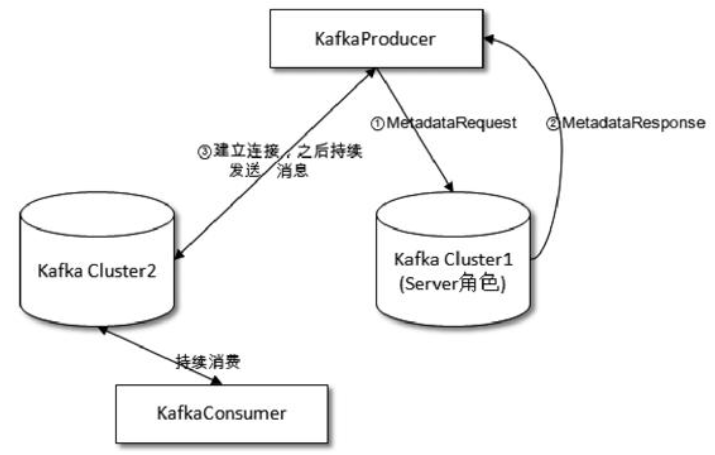 KafkaProducer
①MetadataRequest
②MetadataResponse
③建立连接，之后持续
发送 消息
Kafka Cluster2
Kafka Cluster1
(Server角色)
持续消费
KafkaConsumer